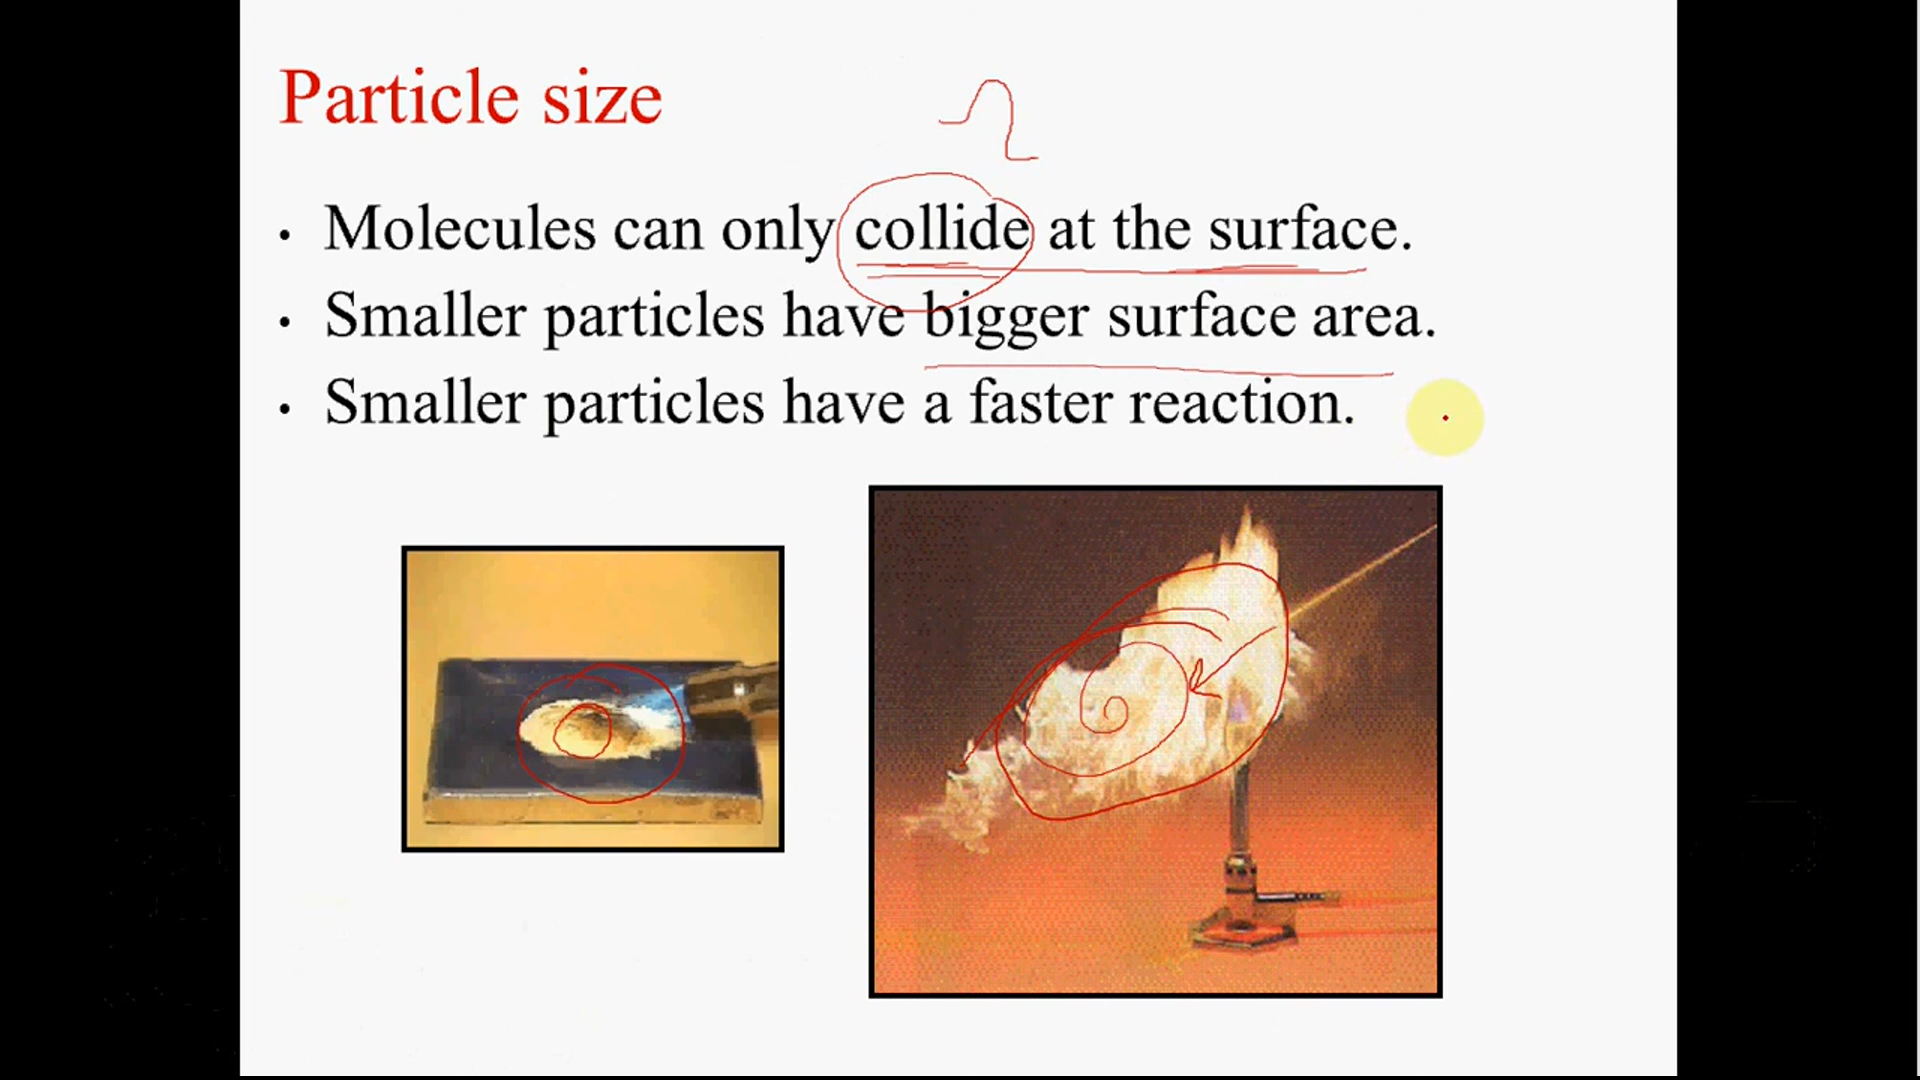 Particle size
• Molecules can only collide at the surface.
• Smaller particles have bigger surface area.
• Smaller particles have a faster reaction.